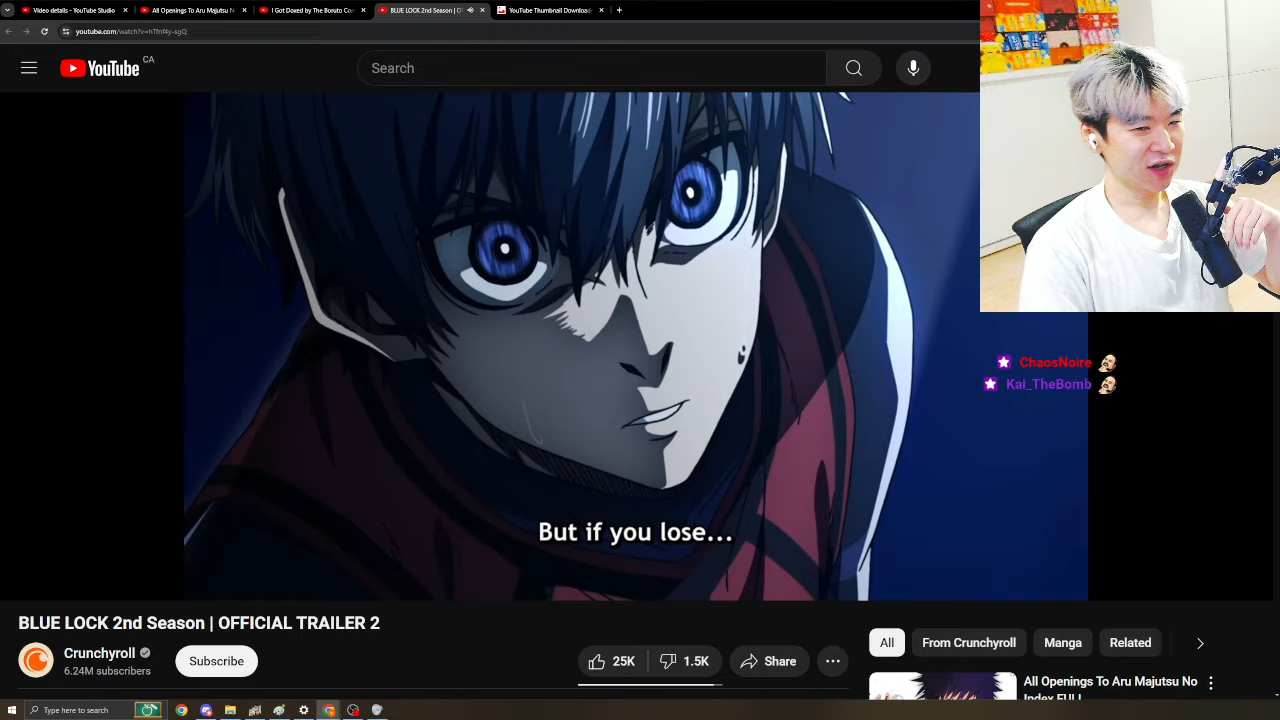 Video details - YouTube Studio
All Openings To Aru Majutsu N
I Got Doxed by The Boruto Co
BLUE LOCK 2nd Season | O
YouTube Thumbnail Download
youtube.com/watch?v=
YouTube CA
Search
ChaosNoire
Kai_TheBomb
But if you lose...
BLUE LOCK 2nd Season | OFFICIAL TRAILER 2
Crunchyroll
6.24M subscribers
Subscribe
25K
1.5K
Share
All
From Crunchyroll
Manga
Related
All Openings To Aru Majutsu No
Index FULL
Type here to search